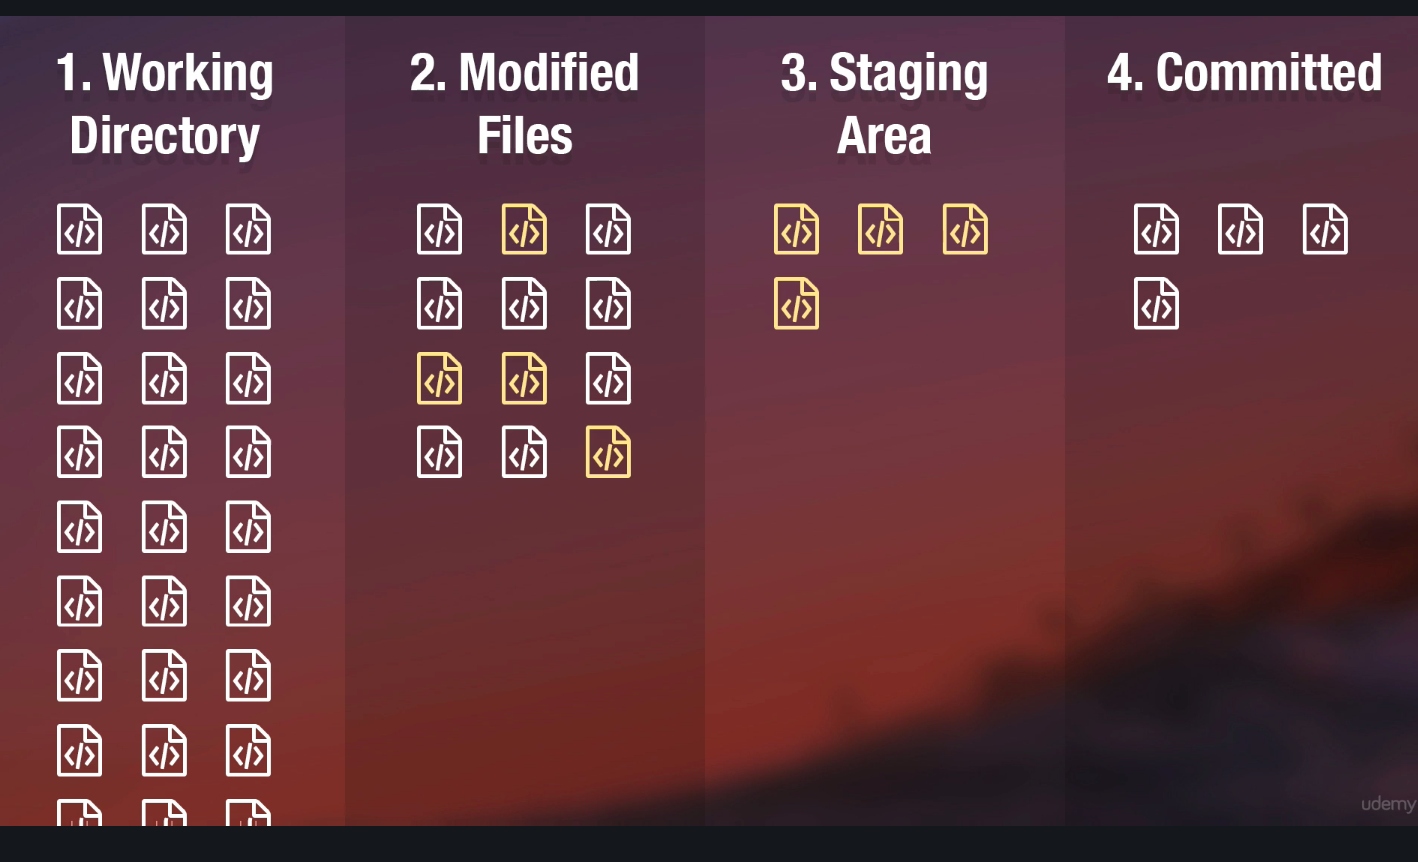 1. Working
Directory
2. Modified
Files
3. Staging
Area
4. Committed
udemy